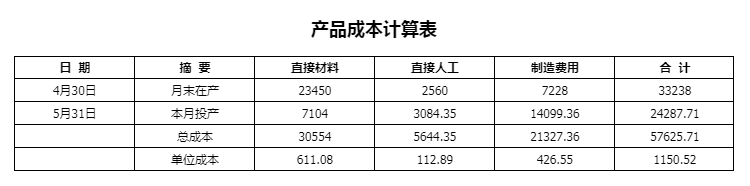 产品成本计算表
日 期 摘 要 直接材料 直接人工 制造费用 合 计
4月30日 月末在产 23450 2560 7228 33238
5月31日 本月投产 7104 3084.35 14099.36 24287.71
总成本 30554 5644.35 21327.36 57625.71
单位成本 611.08 112.89 426.55 1150.52